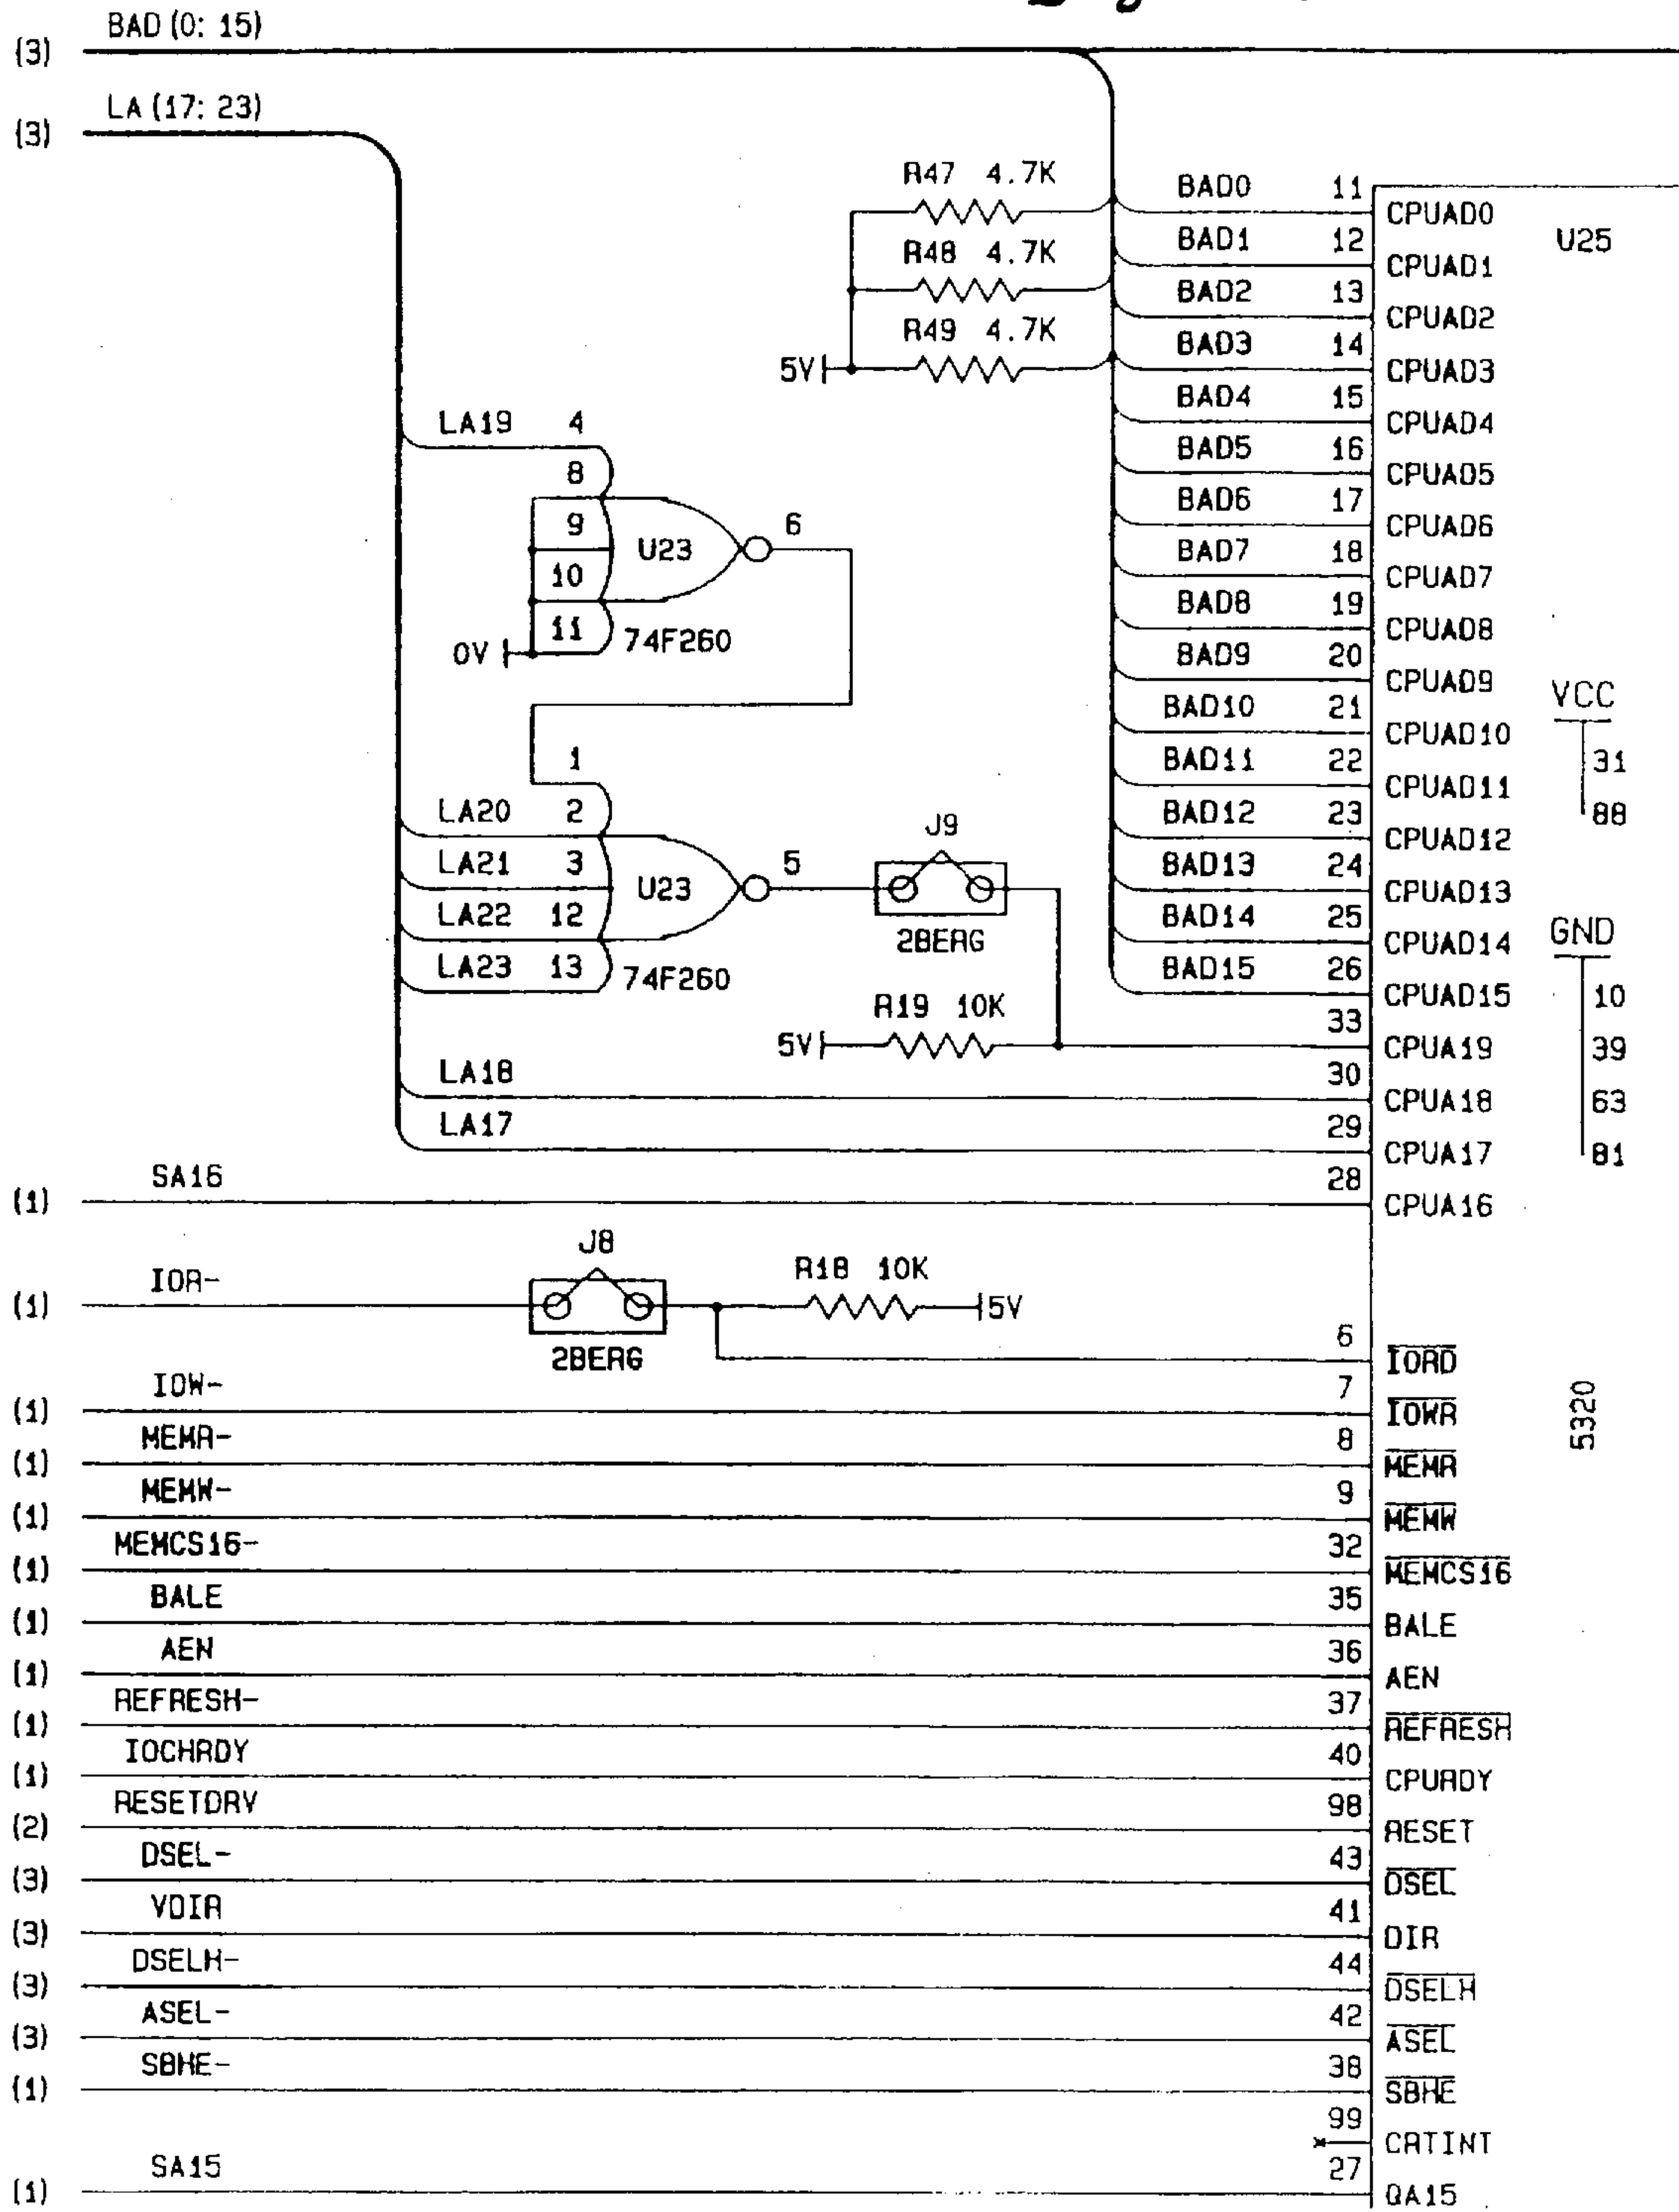 BAD (0: 15)
(3)
LA (17: 23)
(3)
R47 4.7K BAD0 11 CPUAD0
U25
BAD1 12 CPUAD1
R48 4.7K BAD2 13 CPUAD2
R49 4.7K BAD3 14 CPUAD3
5V
BAD4 15 CPUAD4
LA19 4
BAD5 16 CPUAD5
8
BAD6 17 CPUAD6
9 U23 6
BAD7 18 CPUAD7
10
BAD8 19 CPUAD8
11 74F260
0V
BAD9 20 CPUAD9
VCC
BAD10 21 CPUAD10
31
1
BAD11 22 CPUAD11
88
LA20 2
J9
BAD12 23 CPUAD12
LA21 3 U23 5
BAD13 24 CPUAD13
LA22 12
2BERG
BAD14 25 CPUAD14
GND
LA23 13 74F260
BAD15 26 CPUAD15
10
R19 10K
5V
33 CPUA19
39
LA18 30 CPUA18
63
LA17 29 CPUA17
81
SA16 28
(1) CPUA16
J8
IOR- R18 10K
(1) 5V
2BERG
6 IORD
IOW- 7
(1) IOWR
5320
MEMR- 8
(1) MEMR
MEMW- 9
(1) MEMW
MEMCS16- 32
(1) MEMCS16
BALE 35
(1) BALE
AEN 36
(1) AEN
REFRESH- 37
(1) REFRESH
IOCHRDY 40
(1) CPURDY
RESETDRV 98
(2) RESET
DSEL- 43
(3) DSEL
VDIR 41
(3) DIR
DSELH- 44
(3) DSELH
ASEL- 42
(3) ASEL
SBHE- 38
(1) SBHE
99
CRTINT
SA15 27
(1) QA15